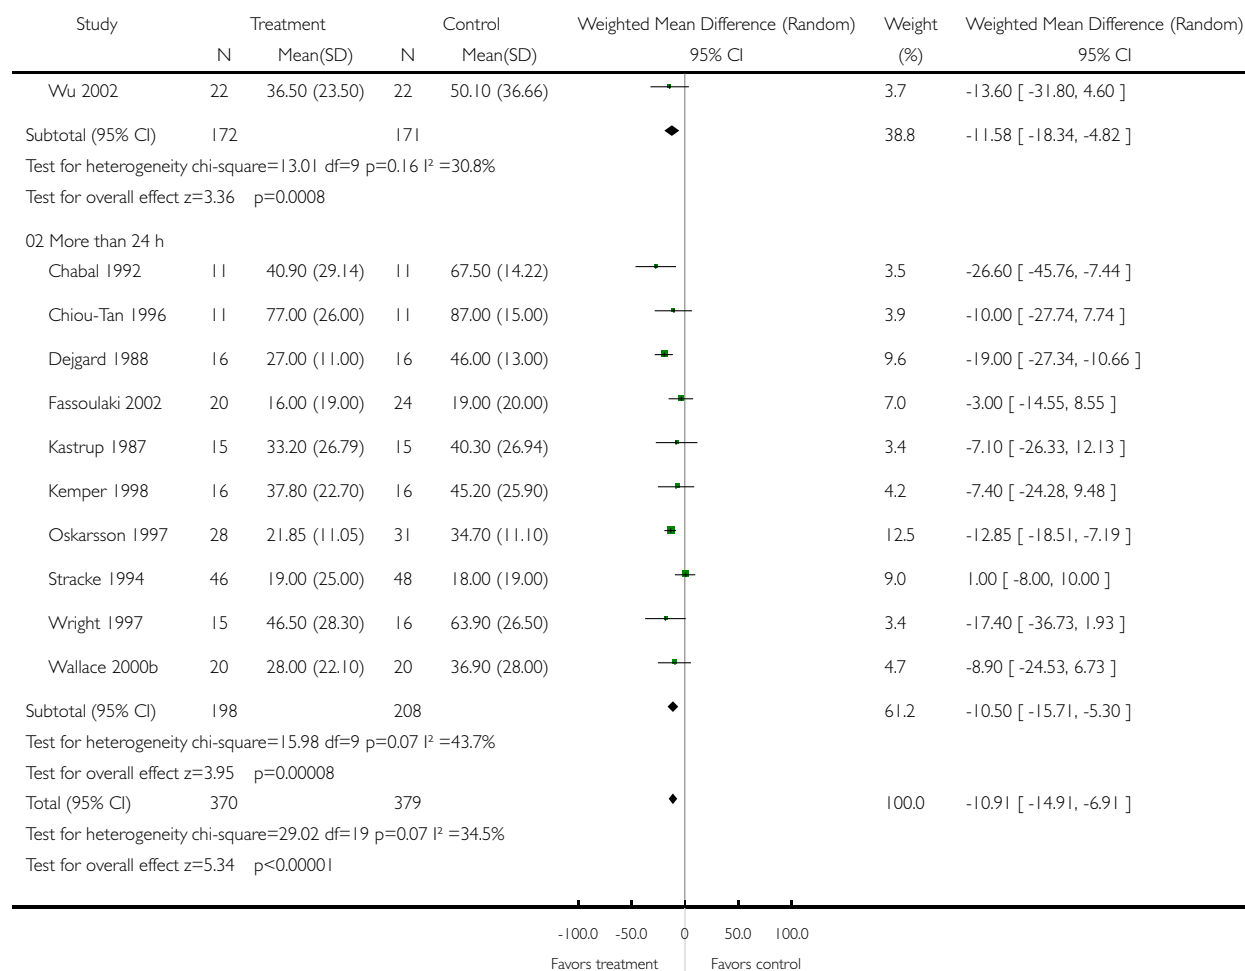 Study Treatment Control Weighted Mean Difference (Random) Weight Weighted Mean Difference (Random)
N Mean(SD) N Mean(SD) 95% CI (%) 95% CI
Wu 2002 22 36.50 (23.50) 22 50.10 (36.66) 3.7 -13.60 [ -31.80, 4.60 ]
Subtotal (95% CI) 172 171 38.8 -11.58 [ -18.34, -4.82 ]
Test for heterogeneity chi-square=13.01 df=9 p=0.16 I² =30.8%
Test for overall effect z=3.36 p=0.0008
02 More than 24 h
Chabal 1992 11 40.90 (29.14) 11 67.50 (14.22) 3.5 -26.60 [ -45.76, -7.44 ]
Chiou-Tan 1996 11 77.00 (26.00) 11 87.00 (15.00) 3.9 -10.00 [ -27.74, 7.74 ]
Dejgard 1988 16 27.00 (11.00) 16 46.00 (13.00) 9.6 -19.00 [ -27.34, -10.66 ]
Fassoulaki 2002 20 16.00 (19.00) 24 19.00 (20.00) 7.0 -3.00 [ -14.55, 8.55 ]
Kastrup 1987 15 33.20 (26.79) 15 40.30 (26.94) 3.4 -7.10 [ -26.33, 12.13 ]
Kemper 1998 16 37.80 (22.70) 16 45.20 (25.90) 4.2 -7.40 [ -24.28, 9.48 ]
Oskarsson 1997 28 21.85 (11.05) 31 34.70 (11.10) 12.5 -12.85 [ -18.51, -7.19 ]
Stracke 1994 46 19.00 (25.00) 48 18.00 (19.00) 9.0 1.00 [ -8.00, 10.00 ]
Wright 1997 15 46.50 (28.30) 16 63.90 (26.50) 3.4 -17.40 [ -36.73, 1.93 ]
Wallace 2000b 20 28.00 (22.10) 20 36.90 (28.00) 4.7 -8.90 [ -24.53, 6.73 ]
Subtotal (95% CI) 198 208 61.2 -10.50 [ -15.71, -5.30 ]
Test for heterogeneity chi-square=15.98 df=9 p=0.07 I² =43.7%
Test for overall effect z=3.95 p=0.00008
Total (95% CI) 370 379 100.0 -10.91 [ -14.91, -6.91 ]
Test for heterogeneity chi-square=29.02 df=19 p=0.07 I² =34.5%
Test for overall effect z=5.34 p<0.00001
-100.0 -50.0 0 50.0 100.0
Favors treatment Favors control